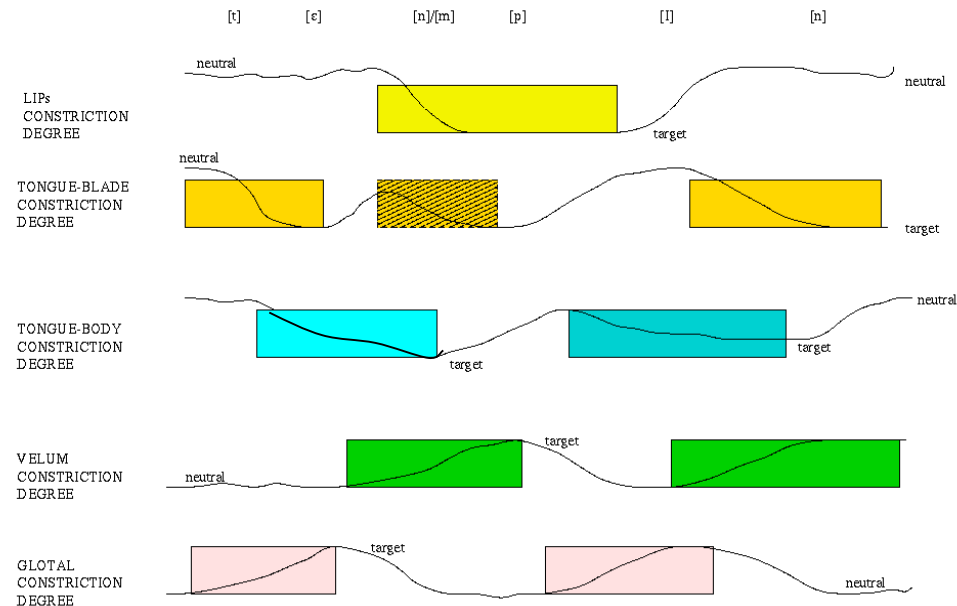 [t] [ɛ] [n]/[m] [p] [I] [n]
neutral
neutral
LIPs
CONSTRICTION
DEGREE
target
neutral
TONGUE-BLADE
CONSTRICTION
DEGREE
target
neutral
TONGUE-BODY
CONSTRICTION
DEGREE
target
target
target
VELUM
CONSTRICTION
DEGREE
neutral
target
GLOTAL
CONSTRICTION
DEGREE
neutral